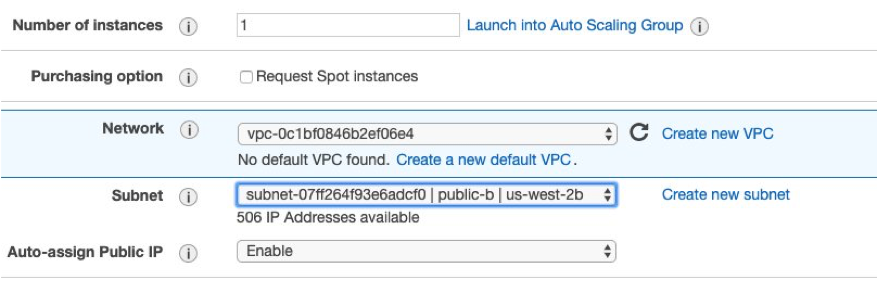 Number of instances i 1 Launch into Auto Scaling Group i
Purchasing option i Request Spot instances
Network i vpc-0c1bf0846b2ef06e4 Create new VPC
No default VPC found. Create a new default VPC.
Subnet i subnet-07ff264f93e6adcf0 | public-b | us-west-2b Create new subnet
506 IP Addresses available
Auto-assign Public IP i Enable